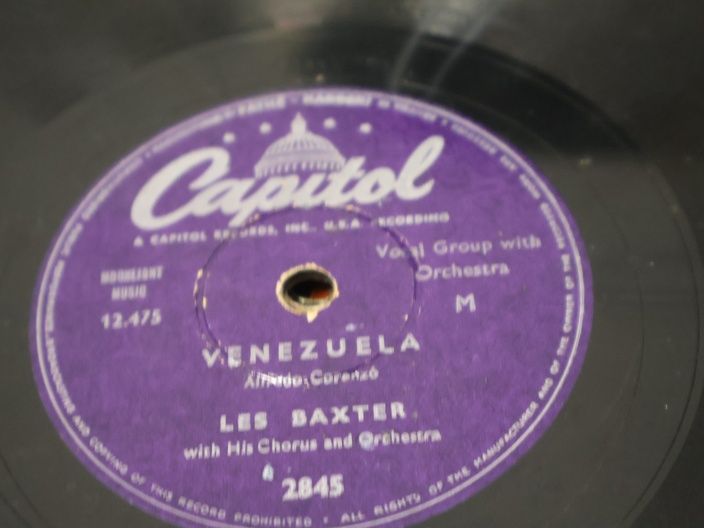 Capitol
A CAPITOL RECORDS, INC., U.S.A. RECORDING
Vocal Group with
Orchestra
M
MOONLIGHT
MUSIC
12.475
VENEZUELA
LES BAXTER
with His Chorus and Orchestra
2845
AND COPYING OF THIS RECORD PROHIBITED • ALL RIGHTS OF THE MANUFACTURER AND OF THE OWNER OF